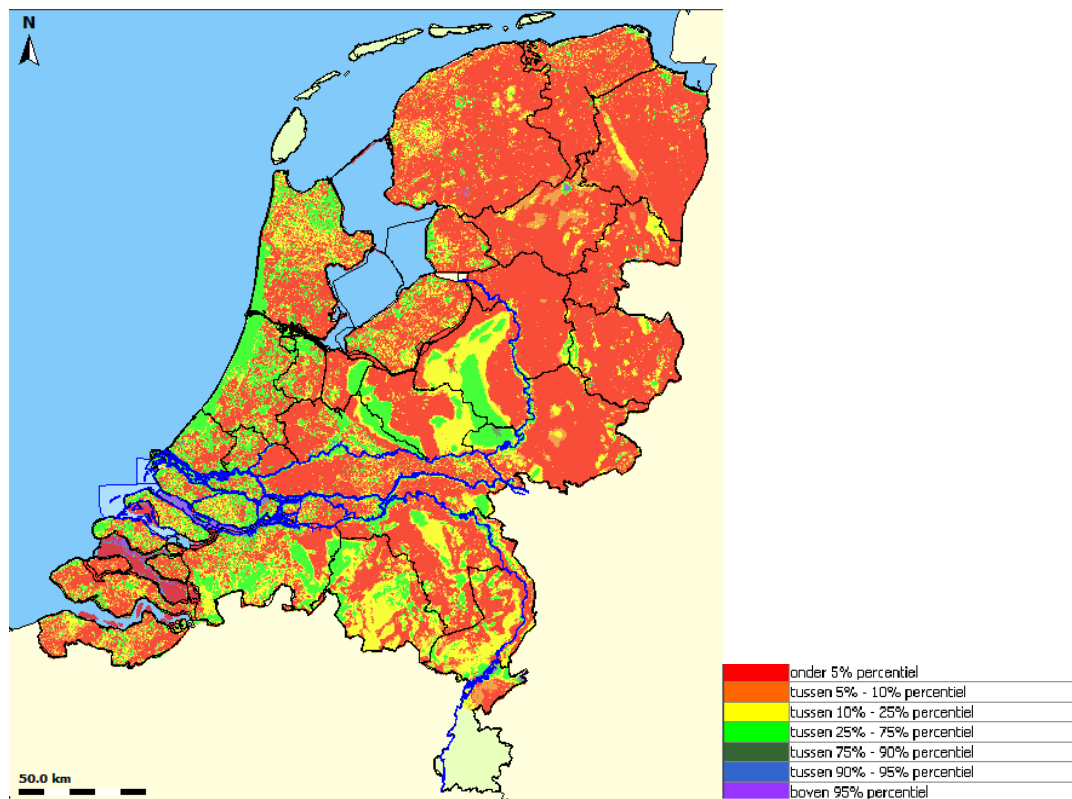 N
onder 5% percentiel
tussen 5% - 10% percentiel
tussen 10% - 25% percentiel
tussen 25% - 75% percentiel
tussen 75% - 90% percentiel
tussen 90% - 95% percentiel
boven 95% percentiel
50.0 km